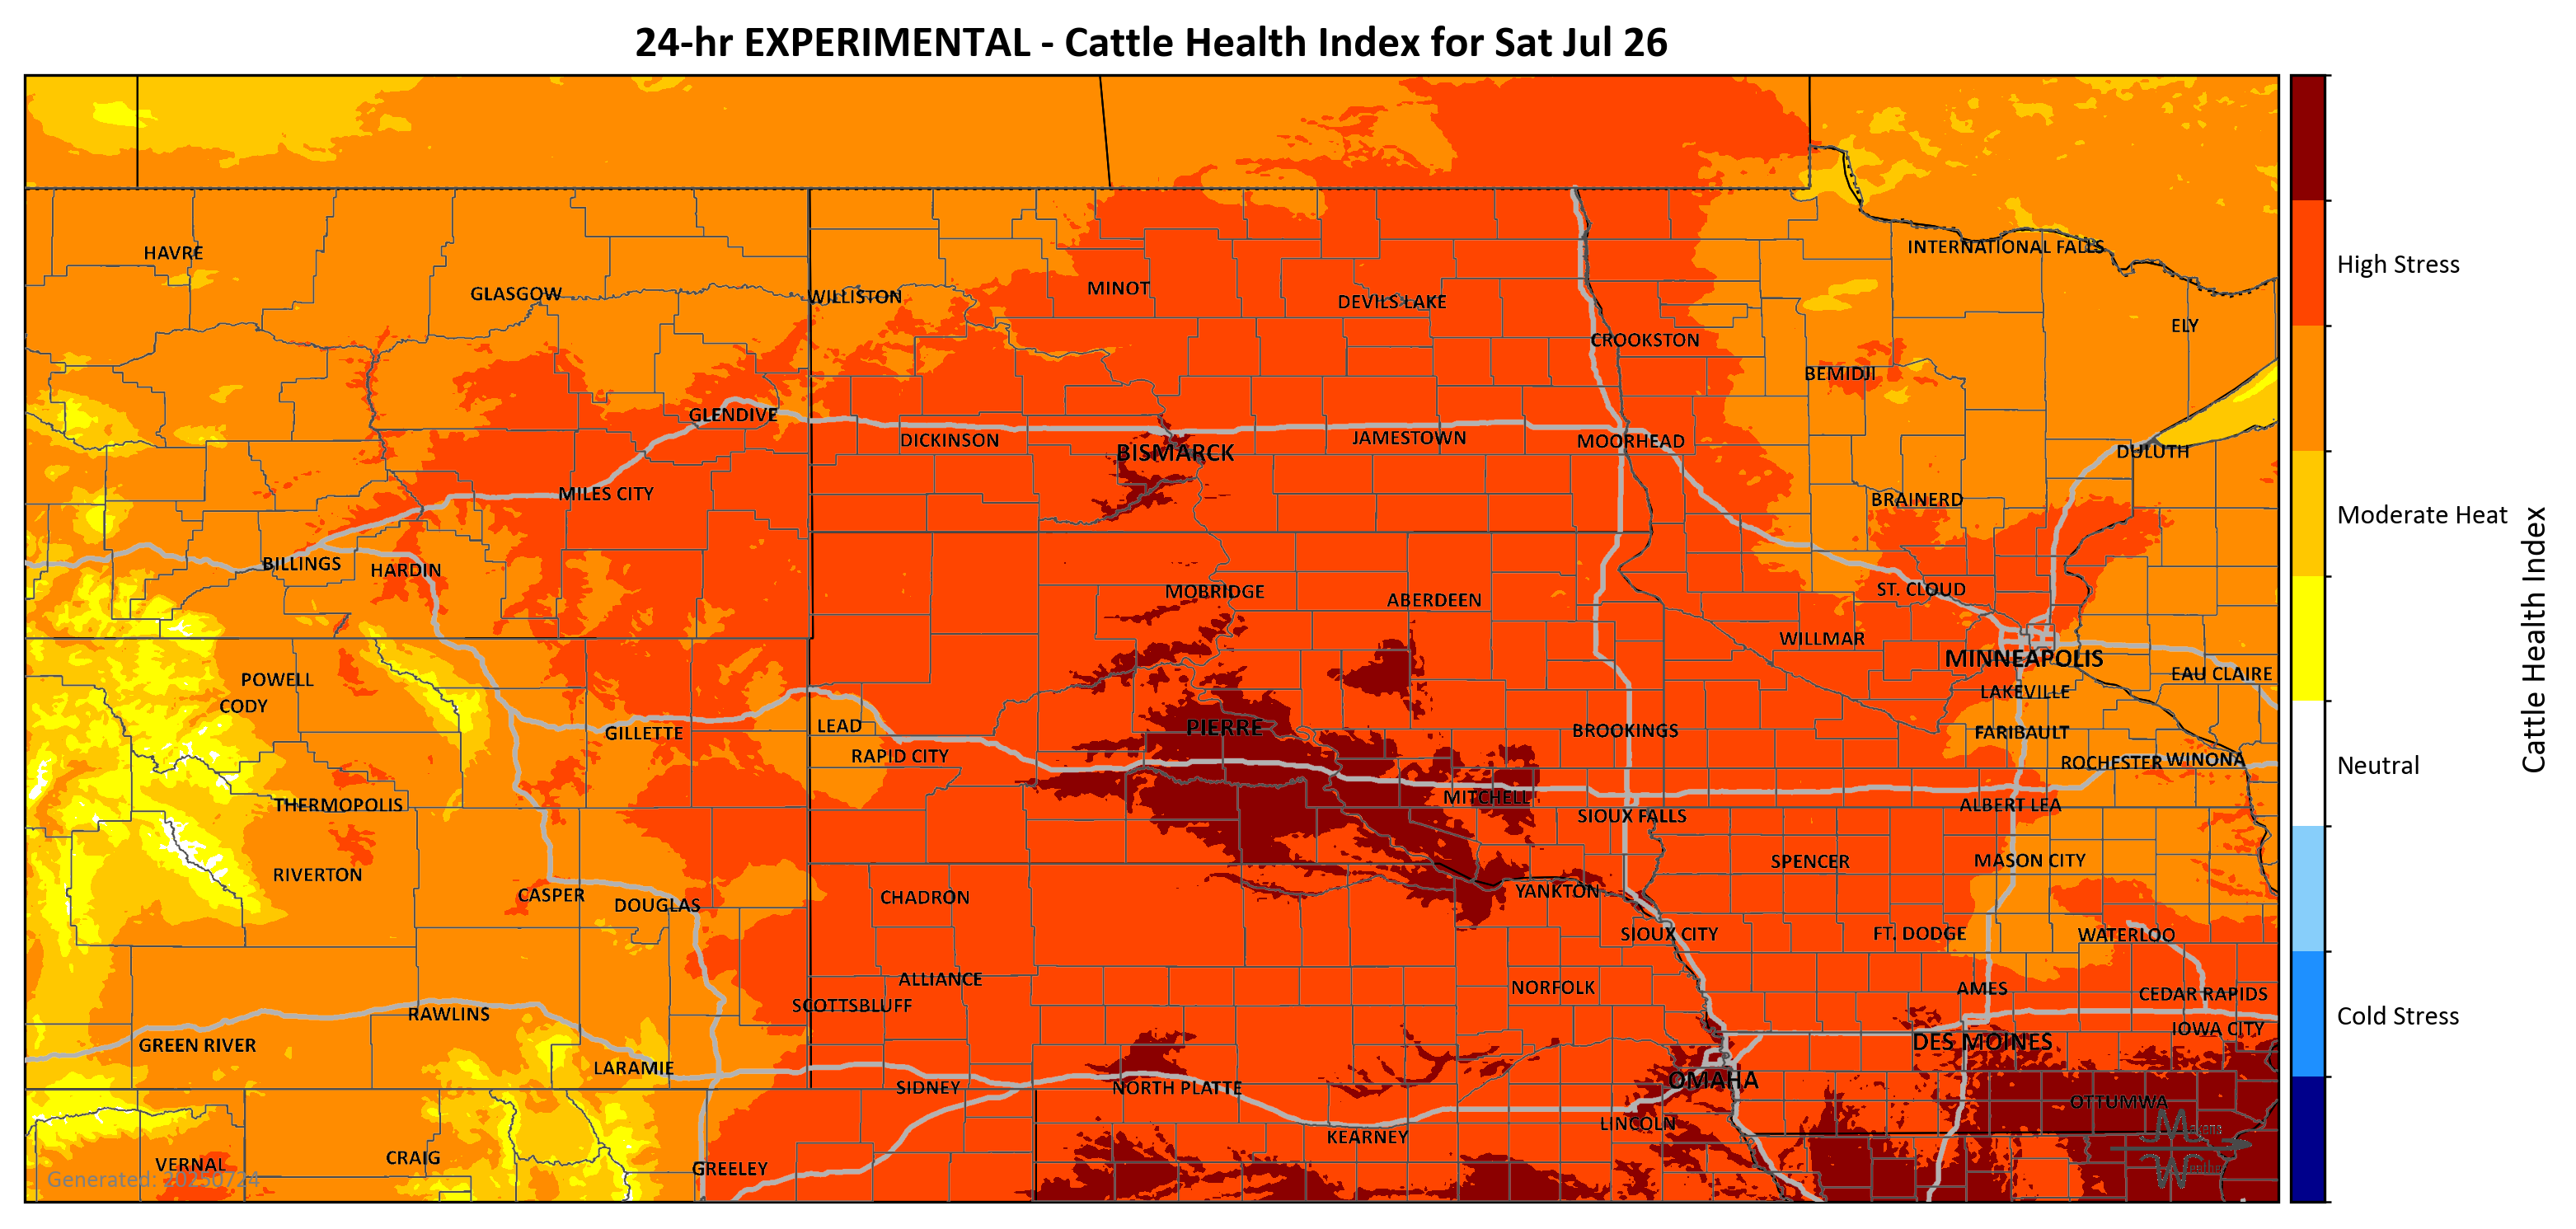 24-hr EXPERIMENTAL - Cattle Health Index for Sat Jul 26
High Stress
Moderate Heat
Neutral
Cold Stress
Cattle Health Index
HAVRE
INTERNATIONAL FALLS
GLASGOW
WILLISTON
MINOT
DEVILS LAKE
ELY
CROOKSTON
BEMIDJI
GLENDIVE
DICKINSON
BISMARCK
JAMESTOWN
MOORHEAD
DULUTH
MILES CITY
BRAINERD
BILLINGS
HARDIN
MOBRIDGE
ABERDEEN
ST. CLOUD
WILLMAR
MINNEAPOLIS
POWELL
EAU CLAIRE
CODY
LAKEVILLE
GILLETTE
LEAD
PIERRE
BROOKINGS
FARIBAULT
RAPID CITY
ROCHESTER
WINONA
THERMOPOLIS
MITCHELL
SIOUX FALLS
ALBERT LEA
RIVERTON
SPENCER
MASON CITY
CASPER
DOUGLAS
CHADRON
YANKTON
SIOUX CITY
FT. DODGE
WATERLOO
ALLIANCE
NORFOLK
AMES
CEDAR RAPIDS
SCOTTSBLUFF
RAWLINS
IOWA CITY
GREEN RIVER
DES MOINES
LARAMIE
SIDNEY
NORTH PLATTE
OMAHA
OTTUMWA
LINCOLN
KEARNEY
VERNAL
CRAIG
GREELEY
Generated: 20250724